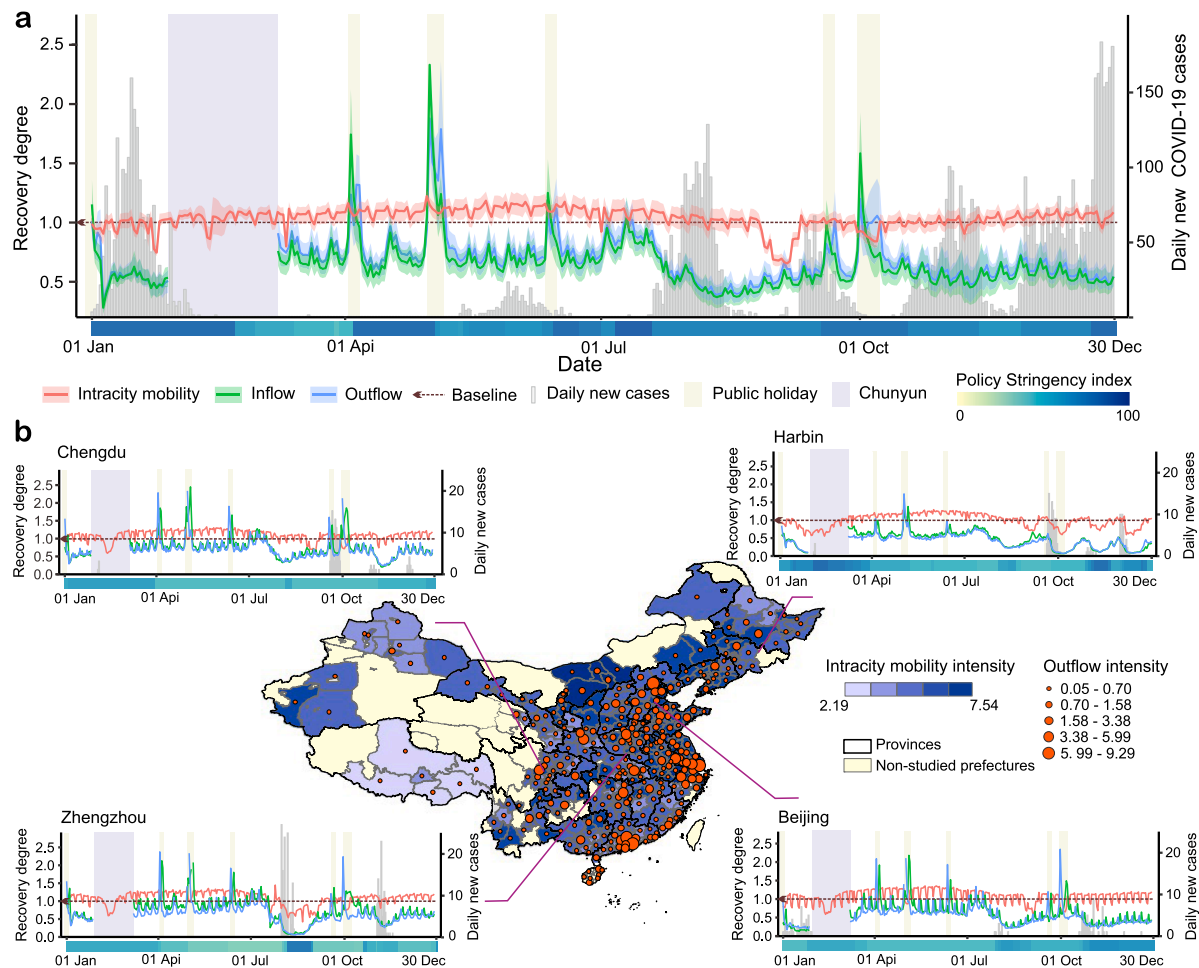 a
Recovery degree
2.5
2.0
1.5
1.0
0.5
Daily new COVID-19 cases
150
100
50
01 Jan
01 Api
01 Jul
01 Oct
30 Dec
Date
Intracity mobility
Inflow
Outflow
Baseline
Daily new cases
Public holiday
Chunyun
Policy Stringency index
0
100
b
Chengdu
Recovery degree
2.5
2.0
1.5
1.0
0.5
0.0
Daily new cases
20
10
0
01 Jan
01 Api
01 Jul
01 Oct
30 Dec
Harbin
Recovery degree
2.5
2.0
1.5
1.0
0.5
0.0
Daily new cases
20
10
0
01 Jan
01 Api
01 Jul
01 Oct
30 Dec
Intracity mobility intensity
2.19
7.54
Provinces
Non-studied prefectures
Outflow intensity
0.05 - 0.70
0.70 - 1.58
1.58 - 3.38
3.38 - 5.99
5. 99 - 9.29
Zhengzhou
Recovery degree
2.5
2.0
1.5
1.0
0.5
0.0
Daily new cases
20
10
0
01 Jan
01 Api
01 Jul
01 Oct
30 Dec
Beijing
Recovery degree
2.5
2.0
1.5
1.0
0.5
0.0
Daily new cases
20
10
0
01 Jan
01 Api
01 Jul
01 Oct
30 Dec